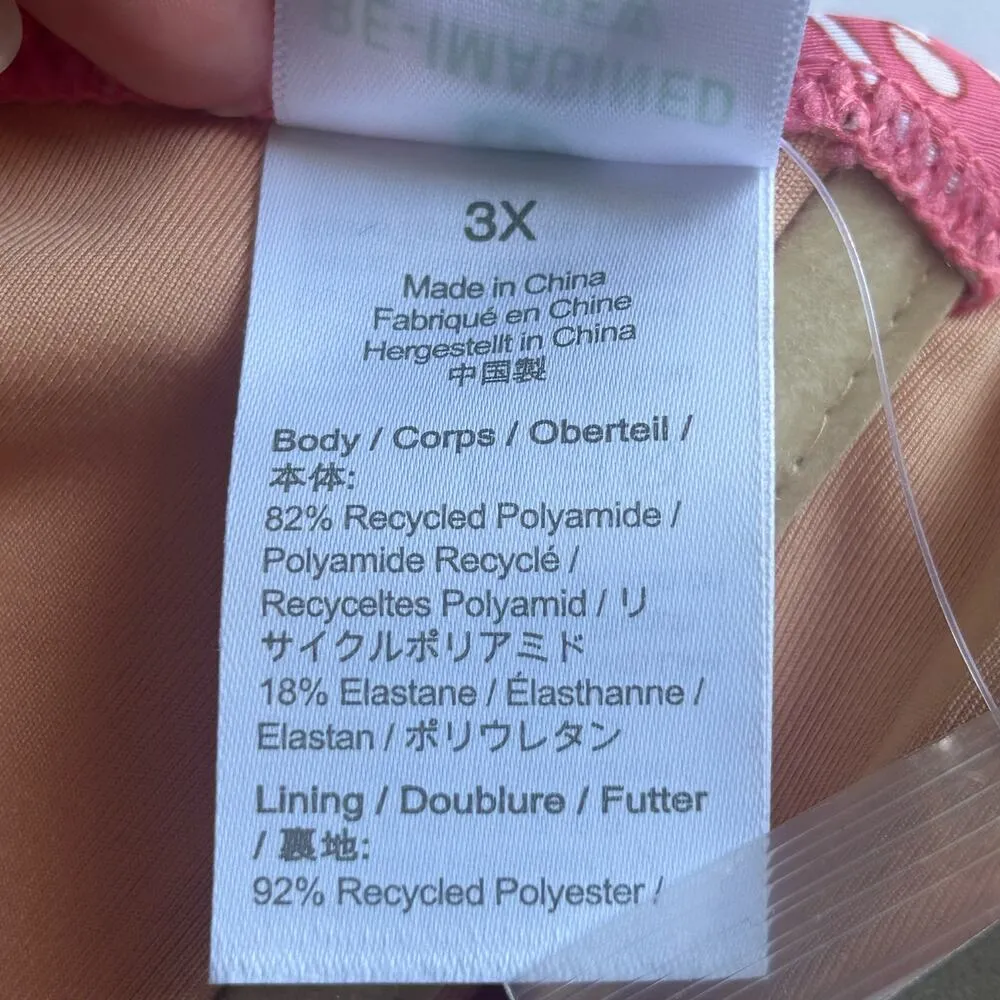 RE-IMAGINED
3X
Made in China
Fabriqué en Chine
Hergestellt in China
中国製
Body / Corps / Oberteil /
本体:
82% Recycled Polyamide /
Polyamide Recyclé /
Recyceltes Polyamid / リ
サイクルポリアミド
18% Elastane / Élasthanne /
Elastan / ポリウレタン
Lining / Doublure / Futter
/ 裏地:
92% Recycled Polyester /